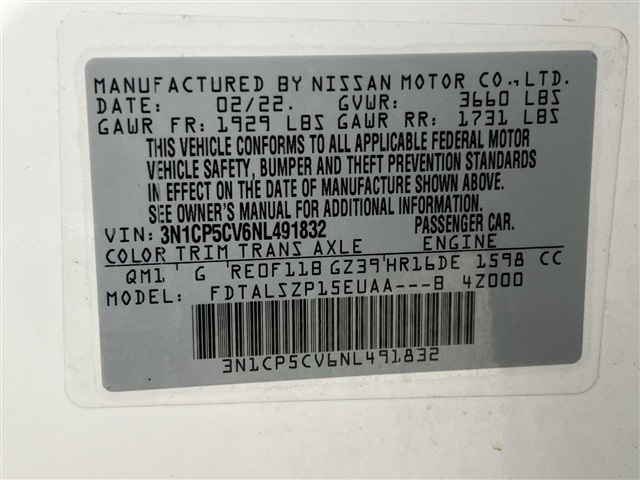 MANUFACTURED BY NISSAN MOTOR CO.,LTD.
DATE: 02/22. GVWR: 3660 LBS
GAWR FR: 1929 LBS GAWR RR: 1731 LBS
THIS VEHICLE CONFORMS TO ALL APPLICABLE FEDERAL MOTOR
VEHICLE SAFETY, BUMPER AND THEFT PREVENTION STANDARDS
IN EFFECT ON THE DATE OF MANUFACTURE SHOWN ABOVE.
SEE OWNER'S MANUAL FOR ADDITIONAL INFORMATION.
VIN: 3N1CP5CV6NL491832 PASSENGER CAR.
COLOR TRIM TRANS AXLE ENGINE
QM1 ' G ' RE0F11B GZ39 ' HR16DE 1598 CC
MODEL: FDTALSZP15EUAA---B 4Z000
3N1CP5CV6NL491832